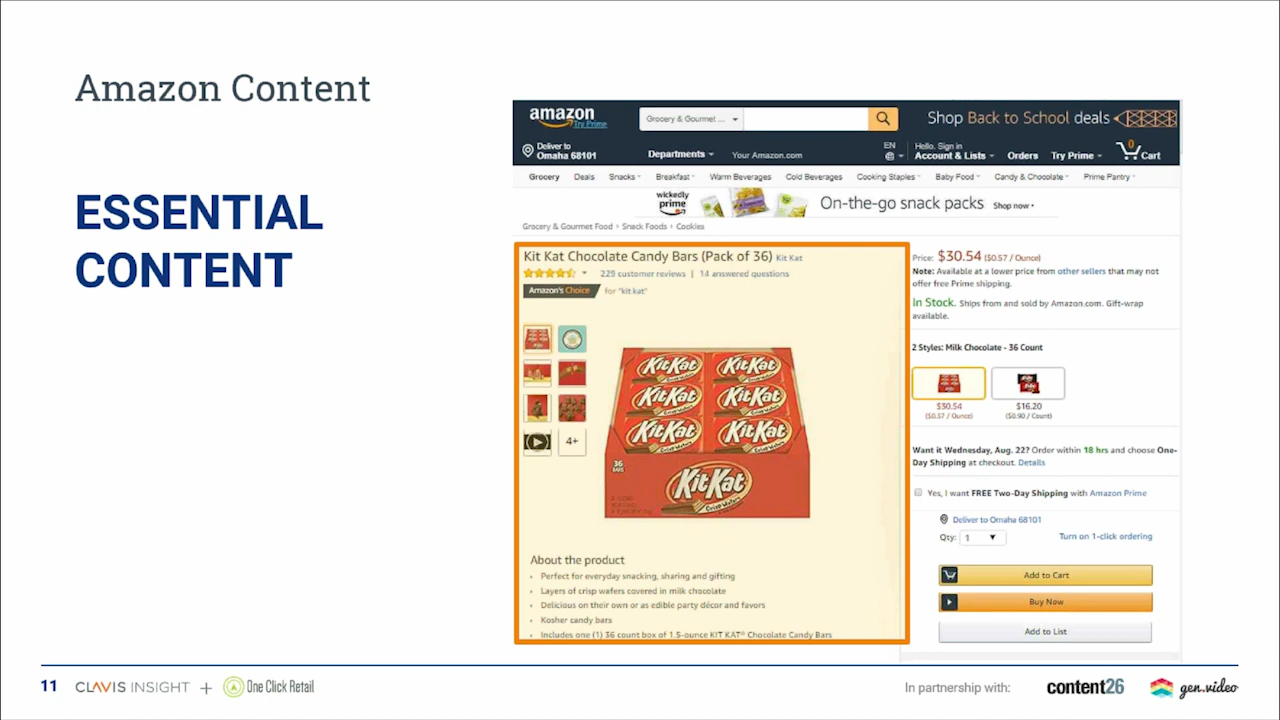 Amazon Content
ESSENTIAL
CONTENT
amazon
Try Prime
Grocery & Gourmet ...
Shop Back to School deals
Deliver to
Omaha 68101
Departments
Your Amazon.com
EN
Hello. Sign in
Account & Lists
Orders
Try Prime
0
Cart
Grocery Deals Snacks Breakfast Warm Beverages Cold Beverages Cooking Staples Baby Food Candy & Chocolate Prime Pantry
wickedly
prime
On-the-go snack packs Shop now
Grocery & Gourmet Food › Snack Foods › Cookies
Kit Kat Chocolate Candy Bars (Pack of 36) Kit Kat
229 customer reviews | 14 answered questions
Amazon's Choice for "kit kat"
4+
KitKat KitKat
KitKat KitKat
KitKat KitKat
Crisp Wafers Crisp Wafers
36
BARS
KitKat
Crisp Wafers
About the product
• Perfect for everyday snacking, sharing and gifting
• Layers of crisp wafers covered in milk chocolate
• Delicious on their own or as edible party décor and favors
• Kosher candy bars
• Includes one (1) 36 count box of 1.5-ounce KIT KAT® Chocolate Candy Bars
Price: $30.54 ($0.57 / Ounce)
Note: Available at a lower price from other sellers that may not
offer free Prime shipping.
In Stock. Ships from and sold by Amazon.com. Gift-wrap
available.
2 Styles: Milk Chocolate - 36 Count
$30.54 $16.20
($0.57 / Ounce) ($0.90 / Count)
Want it Wednesday, Aug. 22? Order within 18 hrs and choose One-
Day Shipping at checkout. Details
Yes, I want FREE Two-Day Shipping with Amazon Prime
Deliver to Omaha 68101
Qty: 1
Turn on 1-click ordering
Add to Cart
Buy Now
Add to List
11 CLAVIS INSIGHT + One Click Retail
In partnership with: content26 gen.video